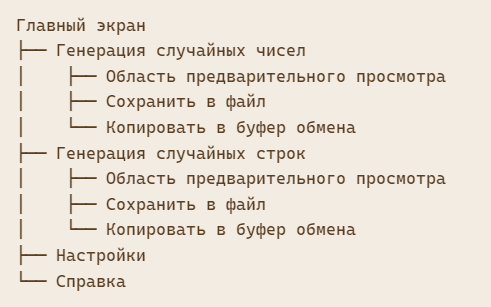 Главный экран
├── Генерация случайных чисел
│    ├── Область предварительного просмотра
│    ├── Сохранить в файл
│    └── Копировать в буфер обмена
├── Генерация случайных строк
│    ├── Область предварительного просмотра
│    ├── Сохранить в файл
│    └── Копировать в буфер обмена
├── Настройки
└── Справка